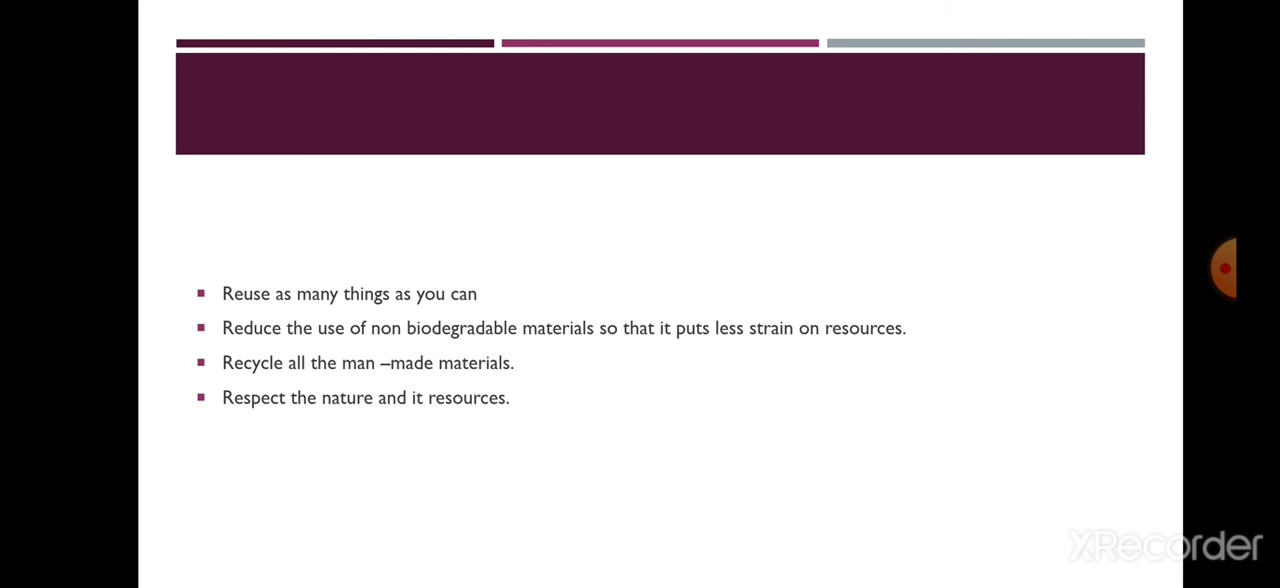 Reuse as many things as you can
Reduce the use of non biodegradable materials so that it puts less strain on resources.
Recycle all the man –made materials.
Respect the nature and it resources.
XRecorder